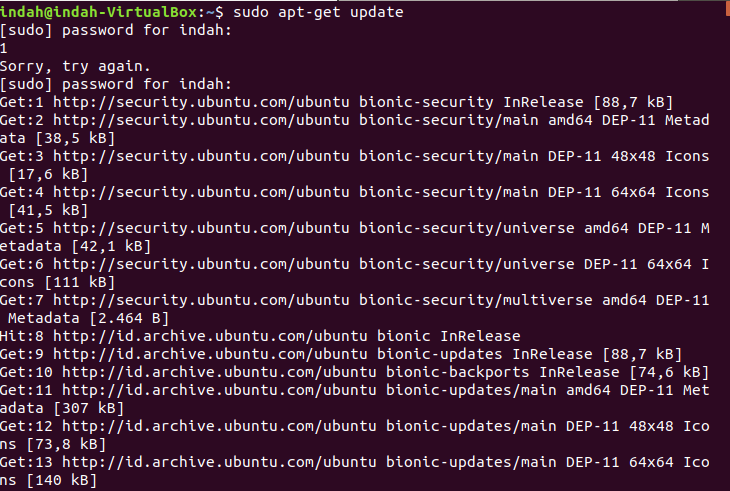 indah@indah-VirtualBox:~$ sudo apt-get update
[sudo] password for indah:
1
Sorry, try again.
[sudo] password for indah:
Get:1 http://security.ubuntu.com/ubuntu bionic-security InRelease [88,7 kB]
Get:2 http://security.ubuntu.com/ubuntu bionic-security/main amd64 DEP-11 Metad
ata [38,5 kB]
Get:3 http://security.ubuntu.com/ubuntu bionic-security/main DEP-11 48x48 Icons
 [17,6 kB]
Get:4 http://security.ubuntu.com/ubuntu bionic-security/main DEP-11 64x64 Icons
 [41,5 kB]
Get:5 http://security.ubuntu.com/ubuntu bionic-security/universe amd64 DEP-11 M
etadata [42,1 kB]
Get:6 http://security.ubuntu.com/ubuntu bionic-security/universe DEP-11 64x64 I
cons [111 kB]
Get:7 http://security.ubuntu.com/ubuntu bionic-security/multiverse amd64 DEP-11
 Metadata [2.464 B]
Hit:8 http://id.archive.ubuntu.com/ubuntu bionic InRelease
Get:9 http://id.archive.ubuntu.com/ubuntu bionic-updates InRelease [88,7 kB]
Get:10 http://id.archive.ubuntu.com/ubuntu bionic-backports InRelease [74,6 kB]
Get:11 http://id.archive.ubuntu.com/ubuntu bionic-updates/main amd64 DEP-11 Met
adata [307 kB]
Get:12 http://id.archive.ubuntu.com/ubuntu bionic-updates/main DEP-11 48x48 Ico
ns [73,8 kB]
Get:13 http://id.archive.ubuntu.com/ubuntu bionic-updates/main DEP-11 64x64 Ico
ns [140 kB]